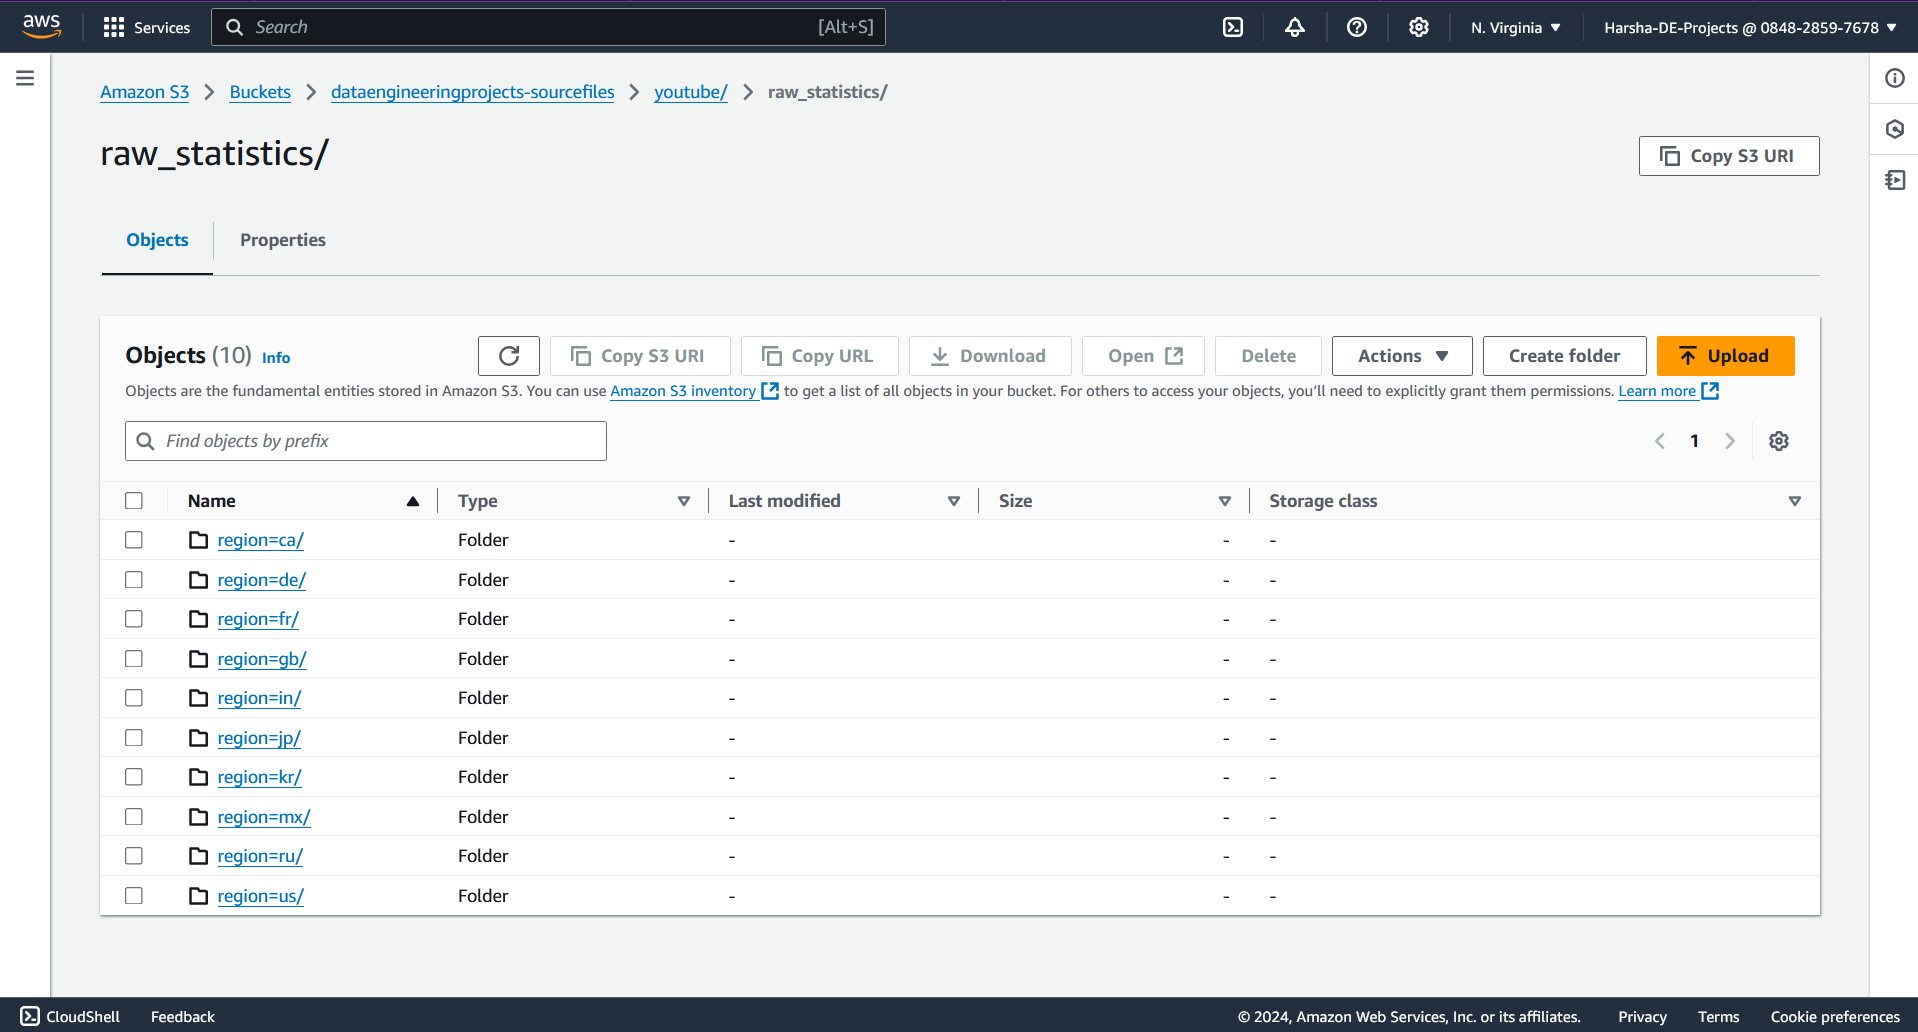 aws Services Search [Alt+S] N. Virginia Harsha-DE-Projects @ 0848-2859-7678
Amazon S3 Buckets dataengineeringprojects-sourcefiles youtube/ raw_statistics/
raw_statistics/
Copy S3 URI
Objects Properties
Objects (10) Info Copy S3 URI Copy URL Download Open Delete Actions Create folder Upload
Objects are the fundamental entities stored in Amazon S3. You can use Amazon S3 inventory to get a list of all objects in your bucket. For others to access your objects, you’ll need to explicitly grant them permissions. Learn more
Find objects by prefix 1
Name Type Last modified Size Storage class
region=ca/ Folder - - -
region=de/ Folder - - -
region=fr/ Folder - - -
region=gb/ Folder - - -
region=in/ Folder - - -
region=jp/ Folder - - -
region=kr/ Folder - - -
region=mx/ Folder - - -
region=ru/ Folder - - -
region=us/ Folder - - -
CloudShell Feedback © 2024, Amazon Web Services, Inc. or its affiliates. Privacy Terms Cookie preferences